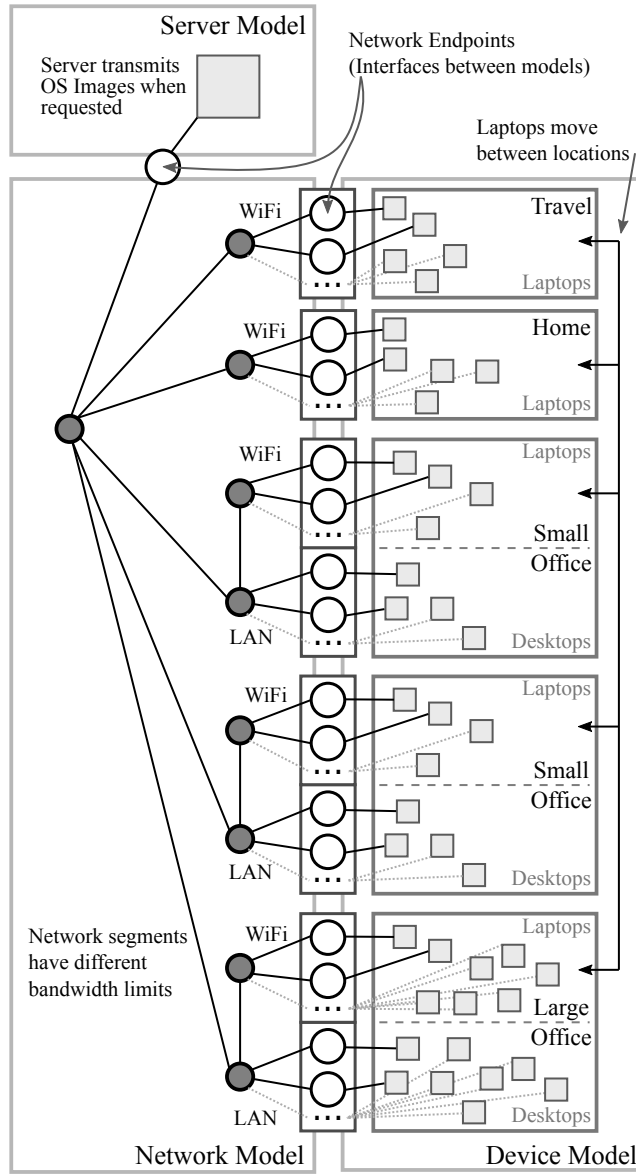 Server Model
Server transmits
OS Images when
requested
Network Endpoints
(Interfaces between models)
Laptops move
between locations
WiFi
Travel
...
Laptops
WiFi
Home
...
Laptops
WiFi
Laptops
...
Small
Office
LAN
...
Desktops
WiFi
Laptops
...
Small
Office
LAN
...
Desktops
Network segments
have different
bandwidth limits
WiFi
Laptops
...
Large
Office
LAN
...
Desktops
Network Model
Device Model